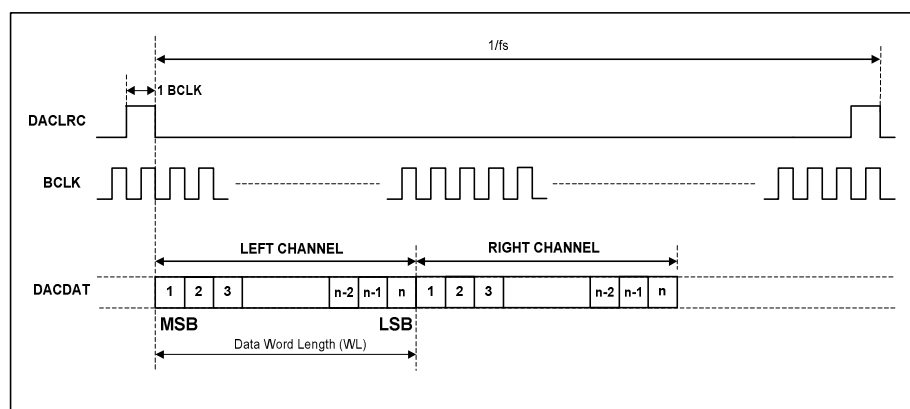 1/fs
1 BCLK
DACLRC
BCLK
LEFT CHANNEL RIGHT CHANNEL
DACDAT 1 2 3 n-2 n-1 n 1 2 3 n-2 n-1 n
MSB LSB
Data Word Length (WL)